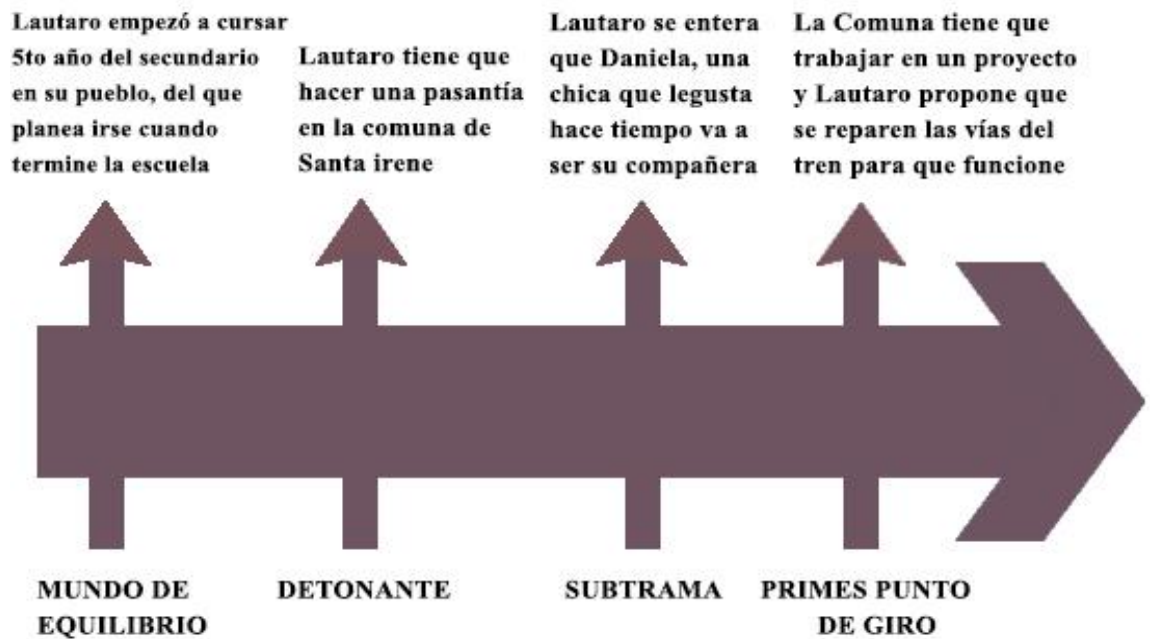 Lautaro empezó a cursar
5to año del secundario
en su pueblo, del que
planea irse cuando
termine la escuela
Lautaro tiene que
hacer una pasantía
en la comuna de
Santa irene
Lautaro se entera
que Daniela, una
chica que legusta
hace tiempo va a
ser su compañera
La Comuna tiene que
trabajar en un proyecto
y Lautaro propone que
se reparen las vías del
tren para que funcione
MUNDO DE
EQUILIBRIO
DETONANTE
SUBTRAMA
PRIMES PUNTO
DE GIRO